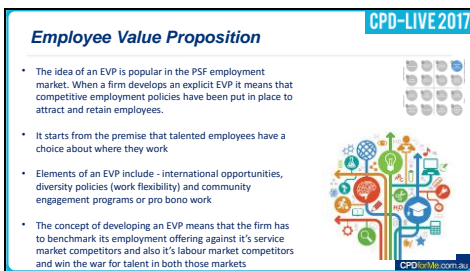 CPD-LIVE 2017
Employee Value Proposition
• The idea of an EVP is popular in the PSF employment
market. When a firm develops an explicit EVP it means that
competitive employment policies have been put in place to
attract and retain employees.
• It starts from the premise that talented employees have a
choice about where they work
• Elements of an EVP include - international opportunities,
diversity policies (work flexibility) and community
engagement programs or pro bono work
• The concept of developing an EVP means that the firm has
to benchmark its employment offering against it's service
market competitors and also it's labour market competitors
and win the war for talent in both those markets
CPDforMe.com.au